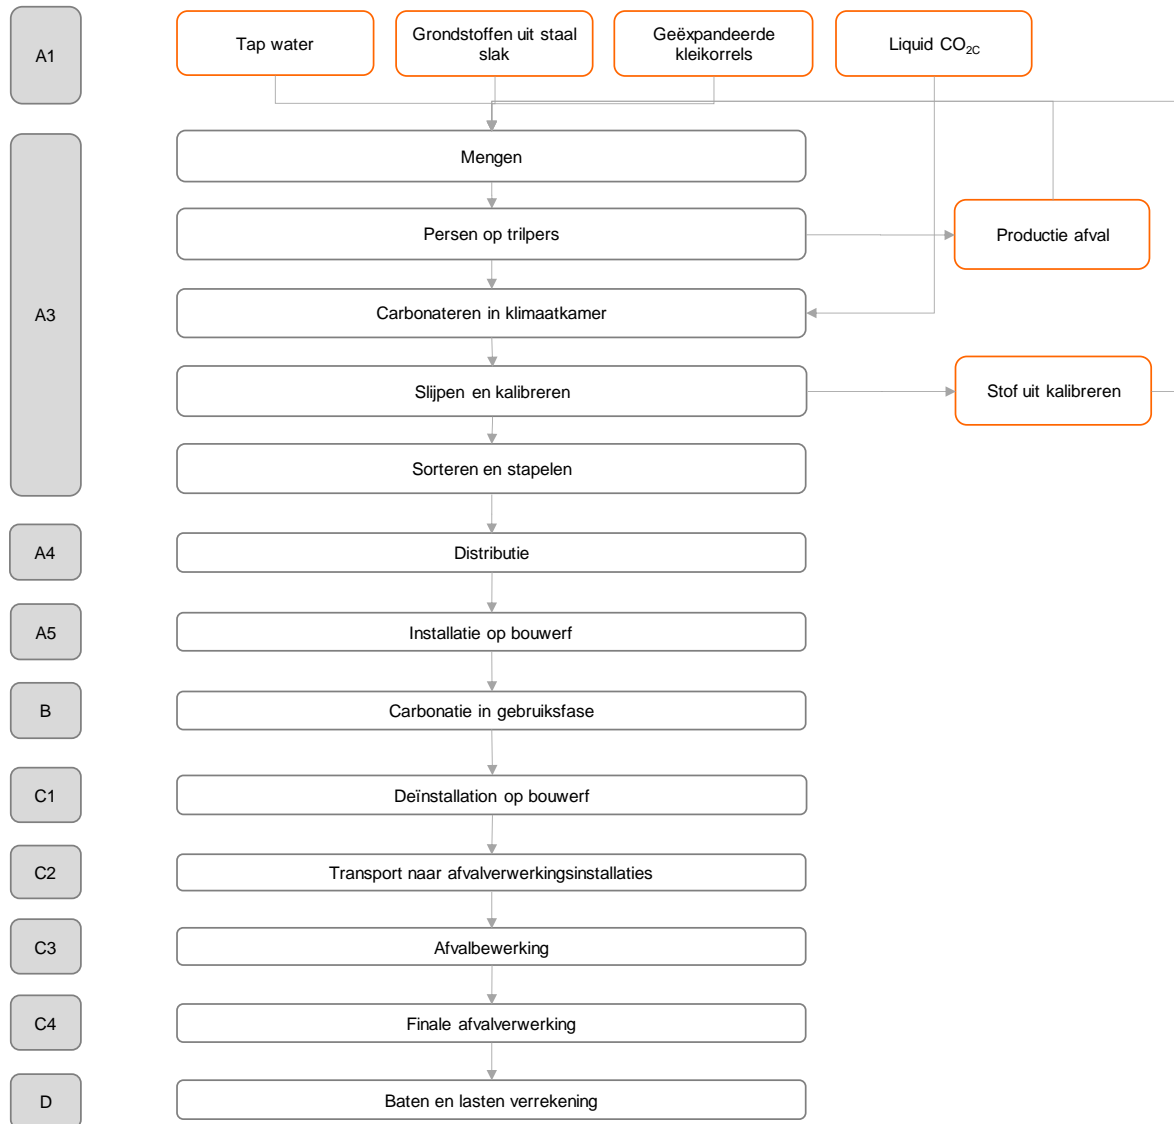 A1
Tap water
Grondstoffen uit staal
slak
Geëxpandeerde
kleikorrels
Liquid CO2C
A3
Mengen
Persen op trilpers
Productie afval
Carbonateren in klimaatkamer
Slijpen en kalibreren
Stof uit kalibreren
Sorteren en stapelen
A4
Distributie
A5
Installatie op bouwerf
B
Carbonatie in gebruiksfase
C1
Deïnstallation op bouwerf
C2
Transport naar afvalverwerkingsinstallaties
C3
Afvalbewerking
C4
Finale afvalverwerking
D
Baten en lasten verrekening